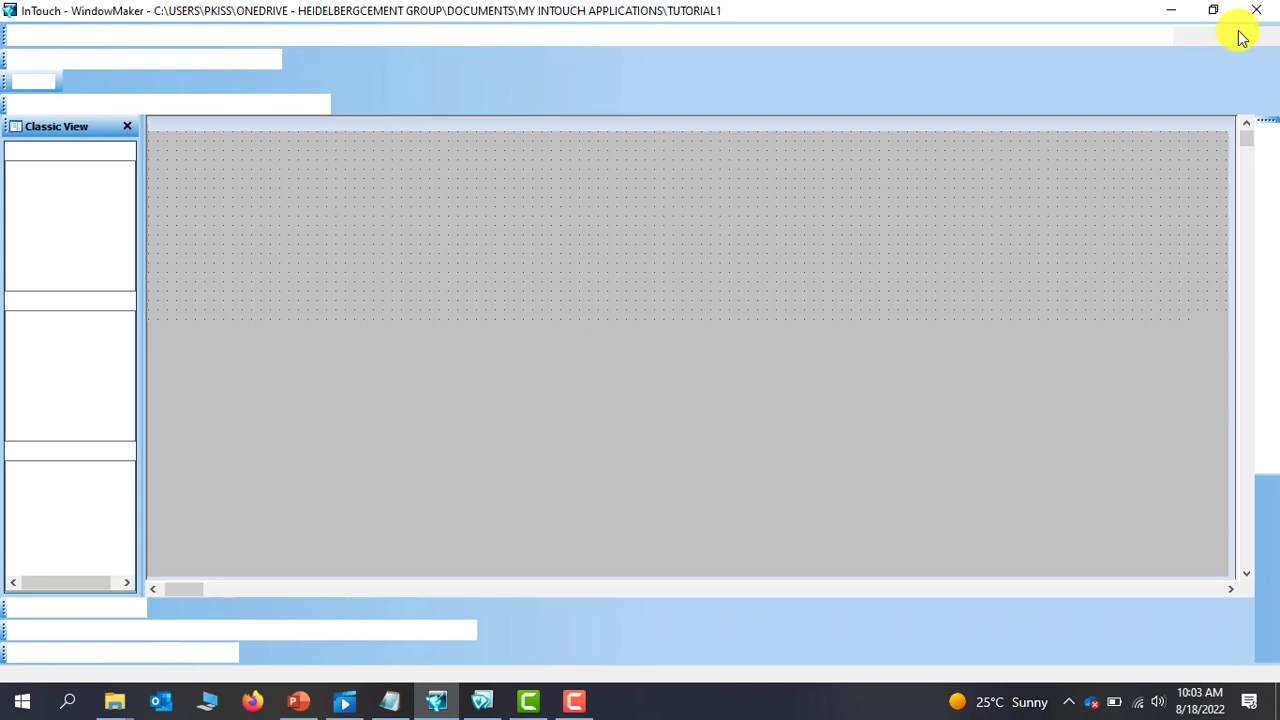 InTouch - WindowMaker - C:\USERS\PKISS\ONEDRIVE - HEIDELBERGCEMENT GROUP\DOCUMENTS\MY INTOUCH APPLICATIONS\TUTORIAL1
Classic View
25°C Sunny
10:03 AM
8/18/2022